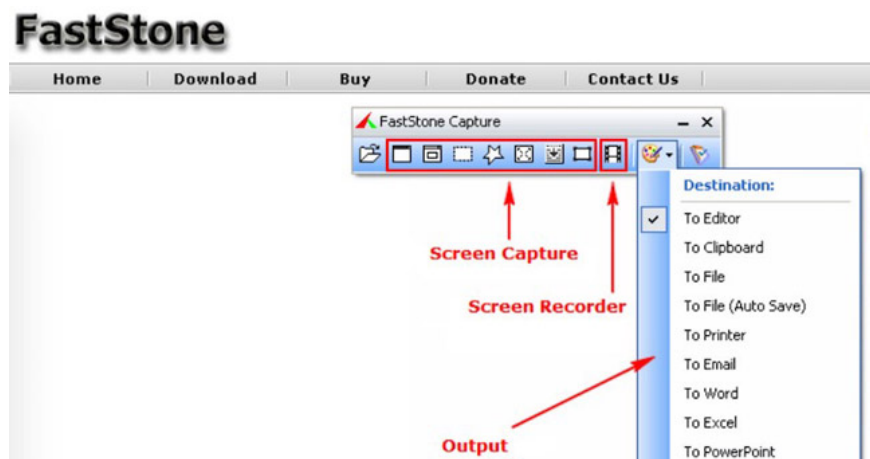 FastStone
Home Download Buy Donate Contact Us
FastStone Capture
Destination:
To Editor
To Clipboard
Screen Capture
To File
Screen Recorder
To File (Auto Save)
To Printer
To Email
To Word
To Excel
Output
To PowerPoint